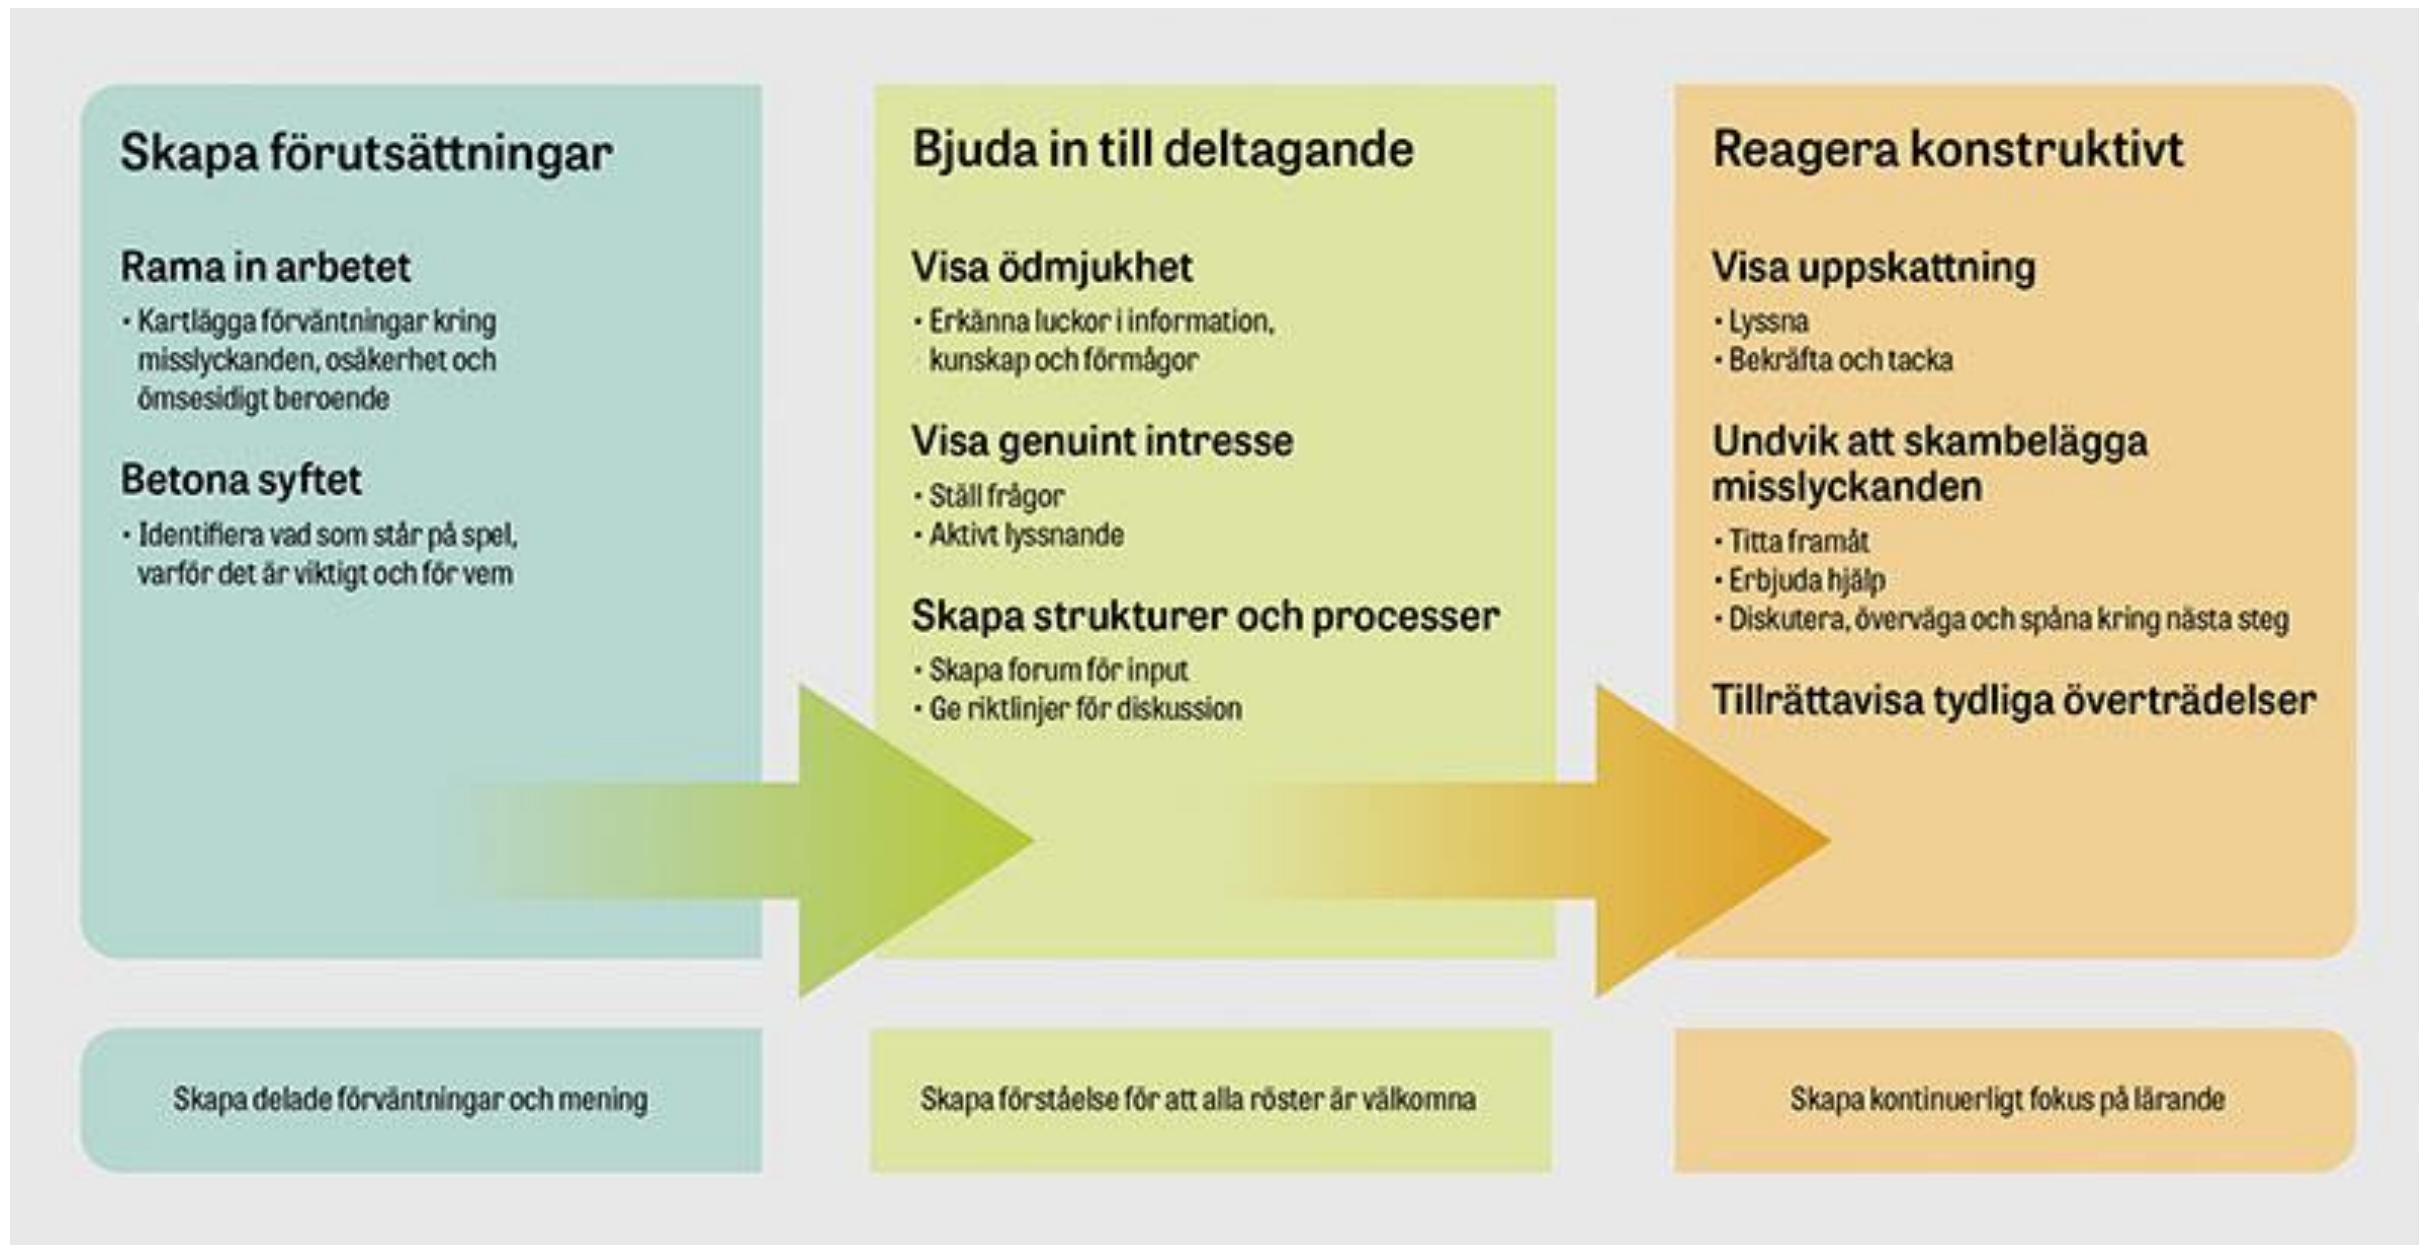 Skapa förutsättningar
Rama in arbetet
· Kartlägga förväntningar kring
misslyckanden, osäkerhet och
ömsesidigt beroende
Betona syftet
· Identifiera vad som står på spel,
varför det är viktigt och för vem
Skapa delade förväntningar och mening
Bjuda in till deltagande
Visa ödmjukhet
· Erkänna luckor i information,
kunskap och förmågor
Visa genuint intresse
· Ställ frågor
· Aktivt lyssnande
Skapa strukturer och processer
· Skapa forum för input
· Ge riktlinjer för diskussion
Skapa förståelse för att alla röster är välkomna
Reagera konstruktivt
Visa uppskattning
· Lyssna
· Bekräfta och tacka
Undvik att skambelägga
misslyckanden
· Titta framåt
· Erbjuda hjälp
· Diskutera, överväga och spåna kring nästa steg
Tillrättavisa tydliga överträdelser
Skapa kontinuerligt fokus på lärande